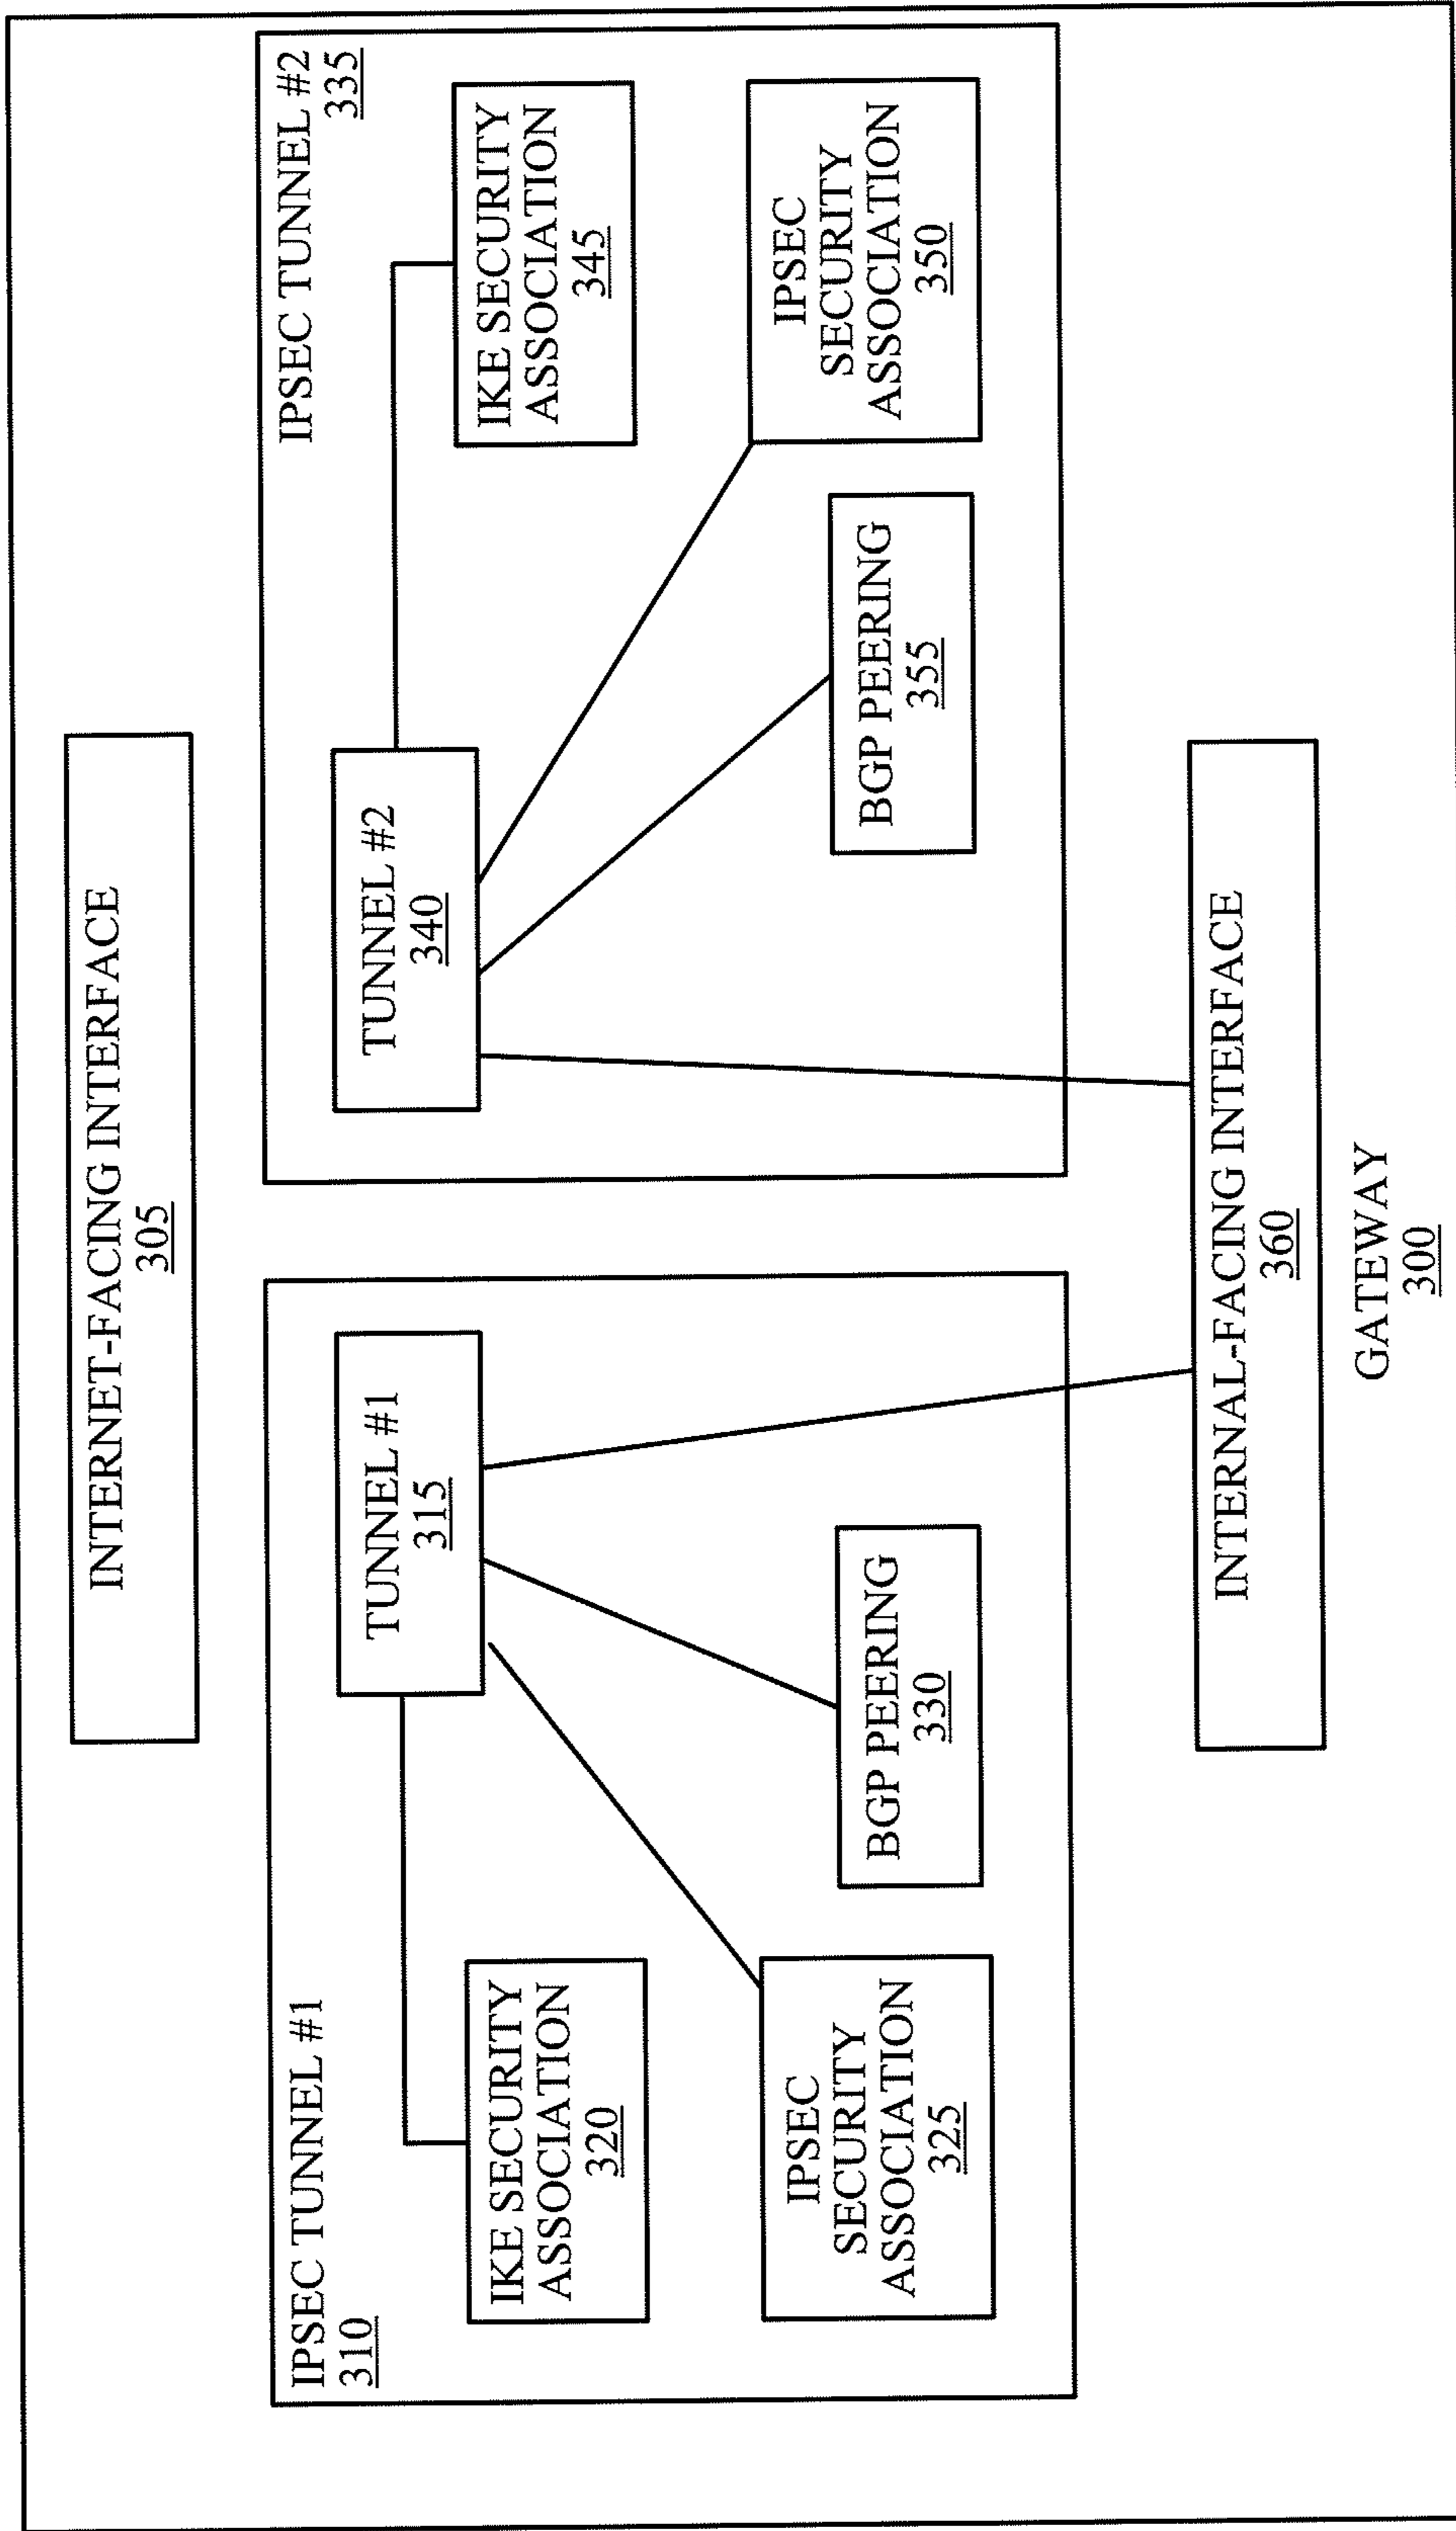 INTERNET-FACING INTERFACE
305
IPSEC TUNNEL #1
310
TUNNEL #1
315
IKE SECURITY
ASSOCIATION
320
IPSEC
SECURITY
ASSOCIATION
325
BGP PEERING
330
IPSEC TUNNEL #2
335
TUNNEL #2
340
IKE SECURITY
ASSOCIATION
345
IPSEC
SECURITY
ASSOCIATION
350
BGP PEERING
355
INTERNAL-FACING INTERFACE
360
GATEWAY
300